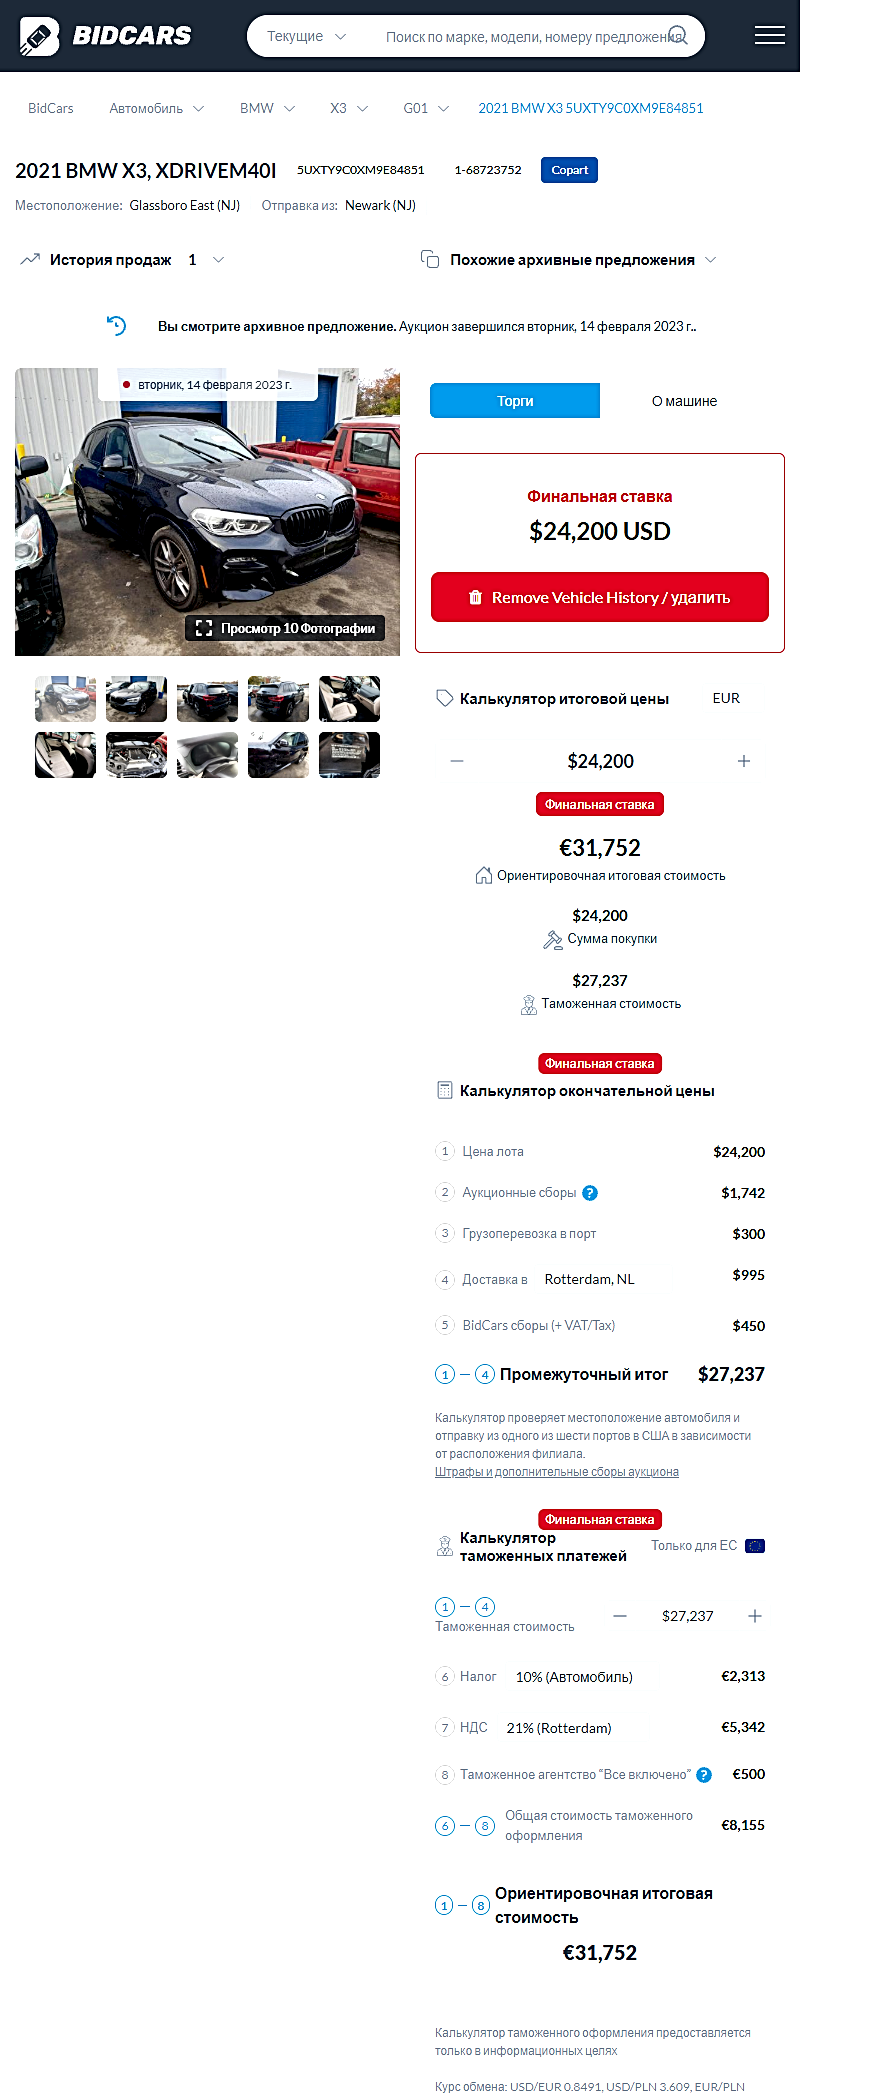 BIDCARS
Текущие
Поиск по марке, модели, номеру предложения
BidCars Автомобиль BMW X3 G01 2021 BMW X3 5UXTY9C0XM9E84851
2021 BMW X3, XDRIVEM40I 5UXTY9C0XM9E84851 1-68723752 Copart
Местоположение: Glassboro East (NJ) Отправка из: Newark (NJ)
История продаж 1
Похожие архивные предложения
Вы смотрите архивное предложение. Аукцион завершился вторник, 14 февраля 2023 г..
вторник, 14 февраля 2023 г.
Просмотр 10 Фотографии
Торги О машине
Финальная ставка
$24,200 USD
Remove Vehicle History / удалить
Калькулятор итоговой цены EUR
$24,200
Финальная ставка
€31,752
Ориентировочная итоговая стоимость
$24,200
Сумма покупки
$27,237
Таможенная стоимость
Финальная ставка
Калькулятор окончательной цены
1 Цена лота $24,200
2 Аукционные сборы ? $1,742
3 Грузоперевозка в порт $300
4 Доставка в Rotterdam, NL $995
5 BidCars сборы (+ VAT/Tax) $450
1 – 4 Промежуточный итог $27,237
Калькулятор проверяет местоположение автомобиля и
отправку из одного из шести портов в США в зависимости
от расположения филиала.
Штрафы и дополнительные сборы аукциона
Финальная ставка
Калькулятор
таможенных платежей
Только для ЕС
1 – 4
Таможенная стоимость
$27,237
6 Налог 10% (Автомобиль) €2,313
7 НДС 21% (Rotterdam) €5,342
8 Таможенное агентство “Все включено” ? €500
6 – 8 Общая стоимость таможенного
оформления
€8,155
1 – 8 Ориентировочная итоговая
стоимость
€31,752
Калькулятор таможенного оформления предоставляется
только в информационных целях
Курс обмена: USD/EUR 0.8491, USD/PLN 3.609, EUR/PLN